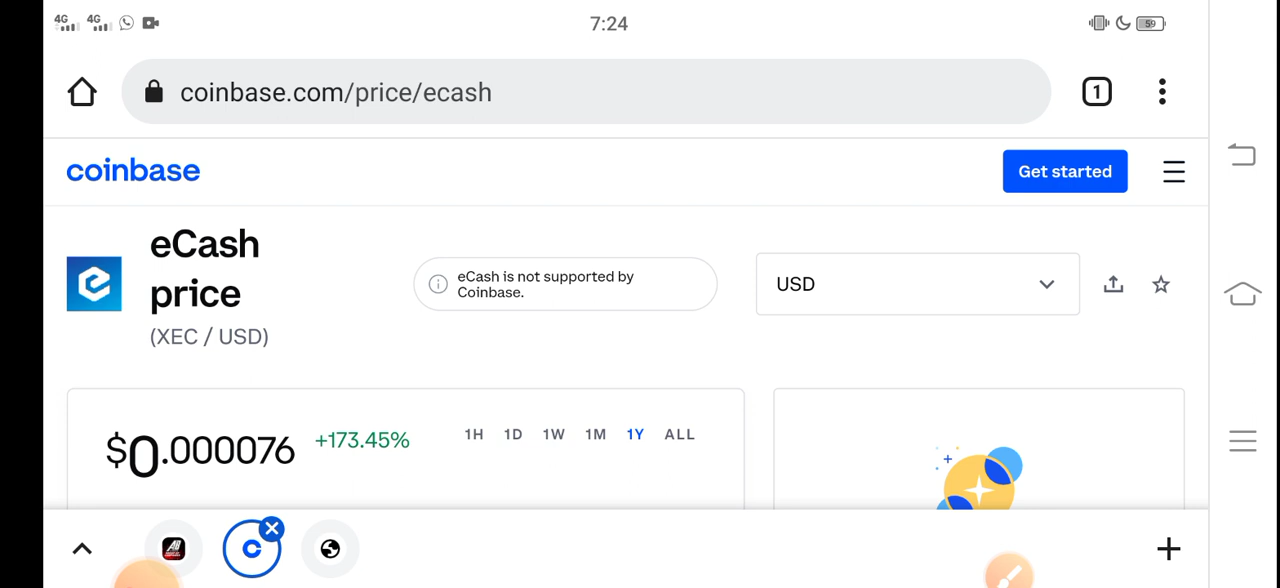 4G 4G 7:24 59
coinbase.com/price/ecash 1
coinbase Get started
eCash
price
(XEC / USD)
eCash is not supported by
Coinbase.
USD
$0.000076 +173.45% 1H 1D 1W 1M 1Y ALL